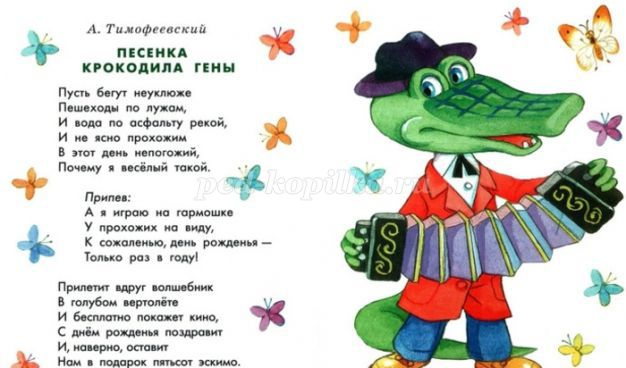 А. Тимофеевский
ПЕСЕНКА
КРОКОДИЛА ГЕНЫ
Пусть бегут неуклюже
Пешеходы по лужам,
И вода по асфальту рекой,
И не ясно прохожим
В этот день непогожий,
Почему я весёлый такой.
Припев:
А я играю на гармошке
У прохожих на виду,
К сожаленью, день рожденья —
Только раз в году!
Прилетит вдруг волшебник
В голубом вертолёте
И бесплатно покажет кино,
С днём рожденья поздравит
И, наверно, оставит
Нам в подарок пятьсот эскимо.
ped-kopilka.ru